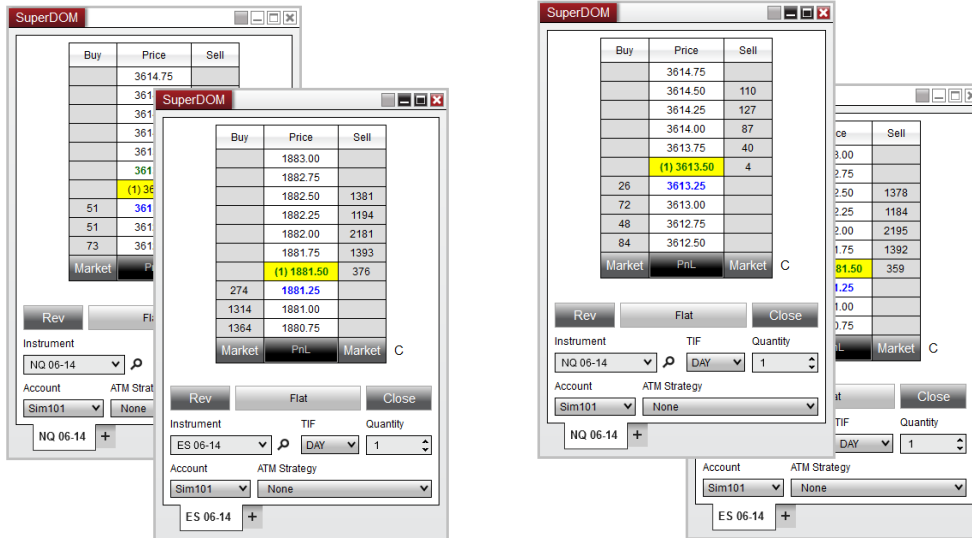 SuperDOM
Buy Price Sell
3614.75
51
51
73
Market
Rev
Instrument
NQ 06-14
Account
Sim101 None
NQ 06-14 +
SuperDOM
Buy Price Sell
1883.00
1882.75
1882.50 1381
1882.25 1194
1882.00 2181
1881.75 1393
(1) 1881.50 376
274 1881.25
1314 1881.00
1364 1880.75
Market PnL Market C
Rev Flat Close
Instrument TIF Quantity
ES 06-14 DAY 1
Account ATM Strategy
Sim101 None
ES 06-14 +
SuperDOM
Buy Price Sell
3614.75
3614.50 110
3614.25 127
3614.00 87
3613.75 40
(1) 3613.50 4
26 3613.25
72 3613.00
48 3612.75
84 3612.50
Market PnL Market C
Rev Flat Close
Instrument TIF Quantity
NQ 06-14 DAY 1
Account ATM Strategy
Sim101 None
NQ 06-14 +
Sell
1378
1184
2195
1392
359
Market C
Close
TIF Quantity
DAY 1
Account ATM Strategy
Sim101 None
ES 06-14 +